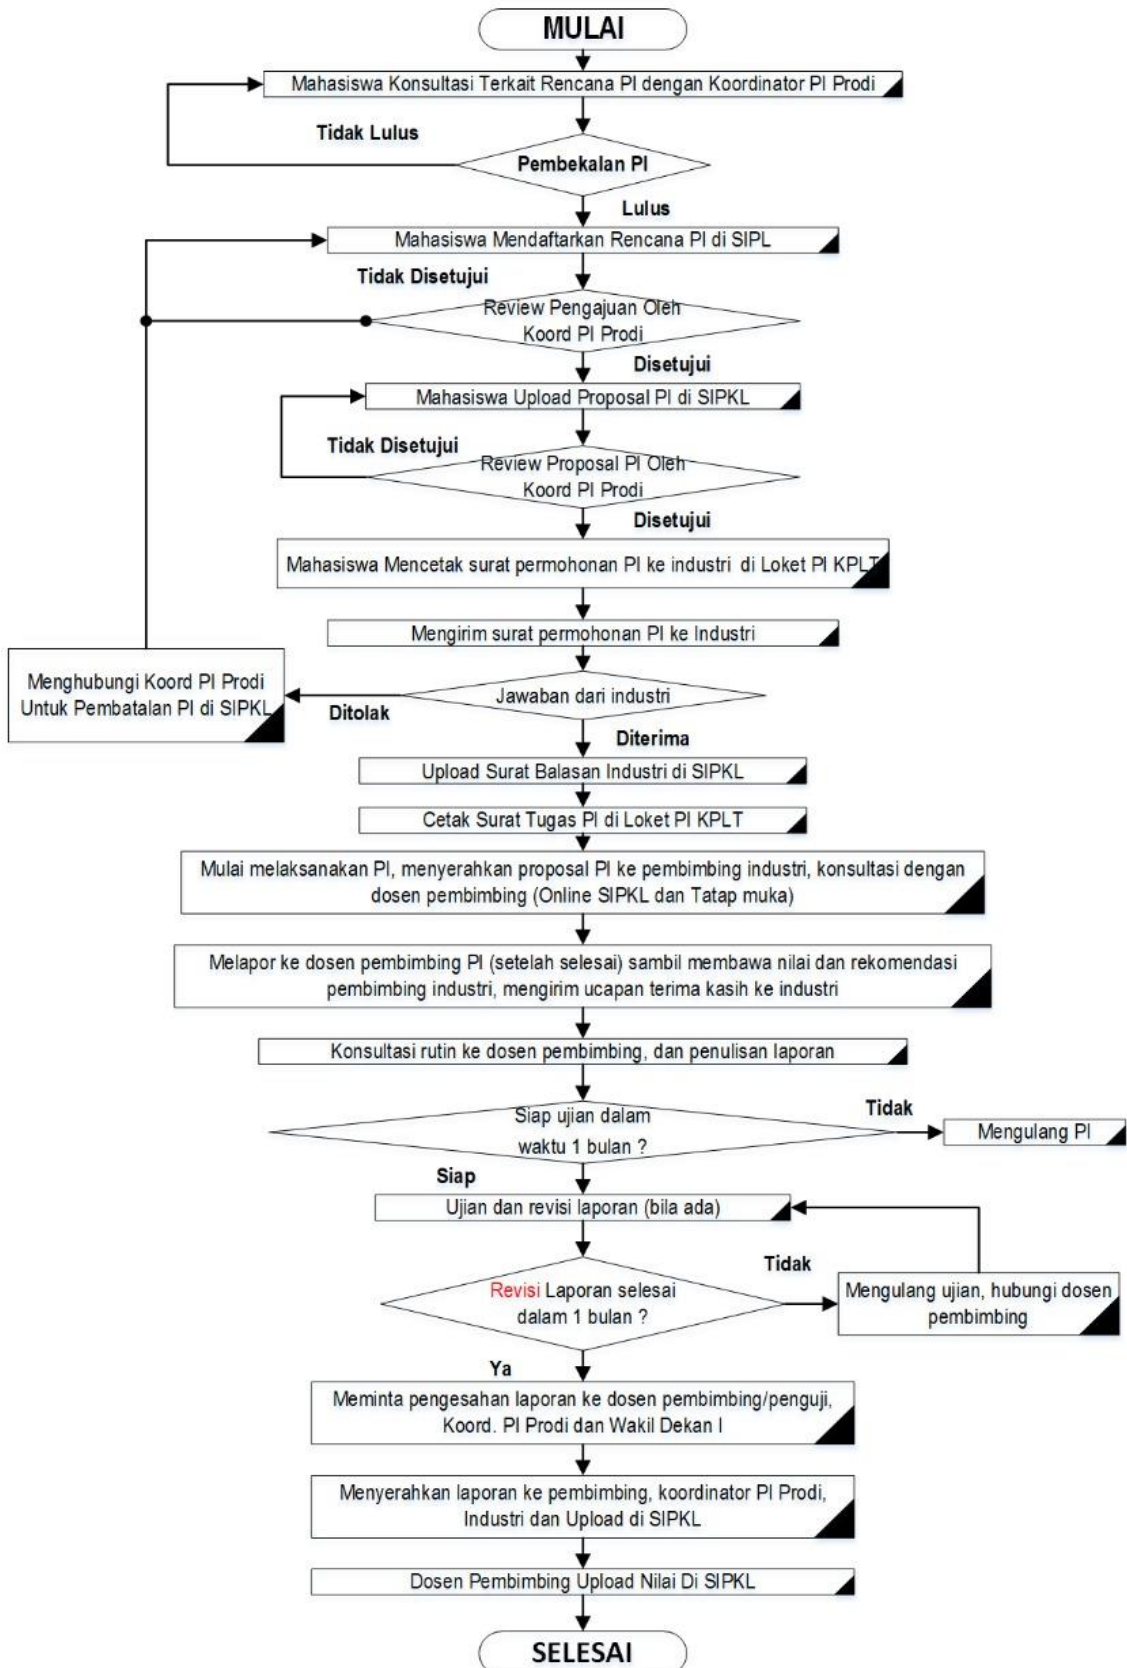 MULAI
Mahasiswa Konsultasi Terkait Rencana PI dengan Koordinator PI Prodi
Tidak Lulus
Pembekalan PI
Lulus
Mahasiswa Mendaftarkan Rencana PI di SIPL
Tidak Disetujui
Review Pengajuan Oleh
Koord PI Prodi
Disetujui
Mahasiswa Upload Proposal PI di SIPKL
Tidak Disetujui
Review Proposal PI Oleh
Koord PI Prodi
Disetujui
Mahasiswa Mencetak surat permohonan PI ke industri di Loket PI KPLT
Mengirim surat permohonan PI ke Industri
Menghubungi Koord PI Prodi
Untuk Pembatalan PI di SIPKL
Ditolak
Jawaban dari industri
Diterima
Upload Surat Balasan Industri di SIPKL
Cetak Surat Tugas PI di Loket PI KPLT
Mulai melaksanakan PI, menyerahkan proposal PI ke pembimbing industri, konsultasi dengan
dosen pembimbing (Online SIPKL dan Tatap muka)
Melapor ke dosen pembimbing PI (setelah selesai) sambil membawa nilai dan rekomendasi
pembimbing industri, mengirim ucapan terima kasih ke industri
Konsultasi rutin ke dosen pembimbing, dan penulisan laporan
Siap ujian dalam
waktu 1 bulan ?
Tidak
Mengulang PI
Siap
Ujian dan revisi laporan (bila ada)
Revisi Laporan selesai
dalam 1 bulan ?
Tidak
Mengulang ujian, hubungi dosen
pembimbing
Ya
Meminta pengesahan laporan ke dosen pembimbing/penguji,
Koord. PI Prodi dan Wakil Dekan I
Menyerahkan laporan ke pembimbing, koordinator PI Prodi,
Industri dan Upload di SIPKL
Dosen Pembimbing Upload Nilai Di SIPKL
SELESAI